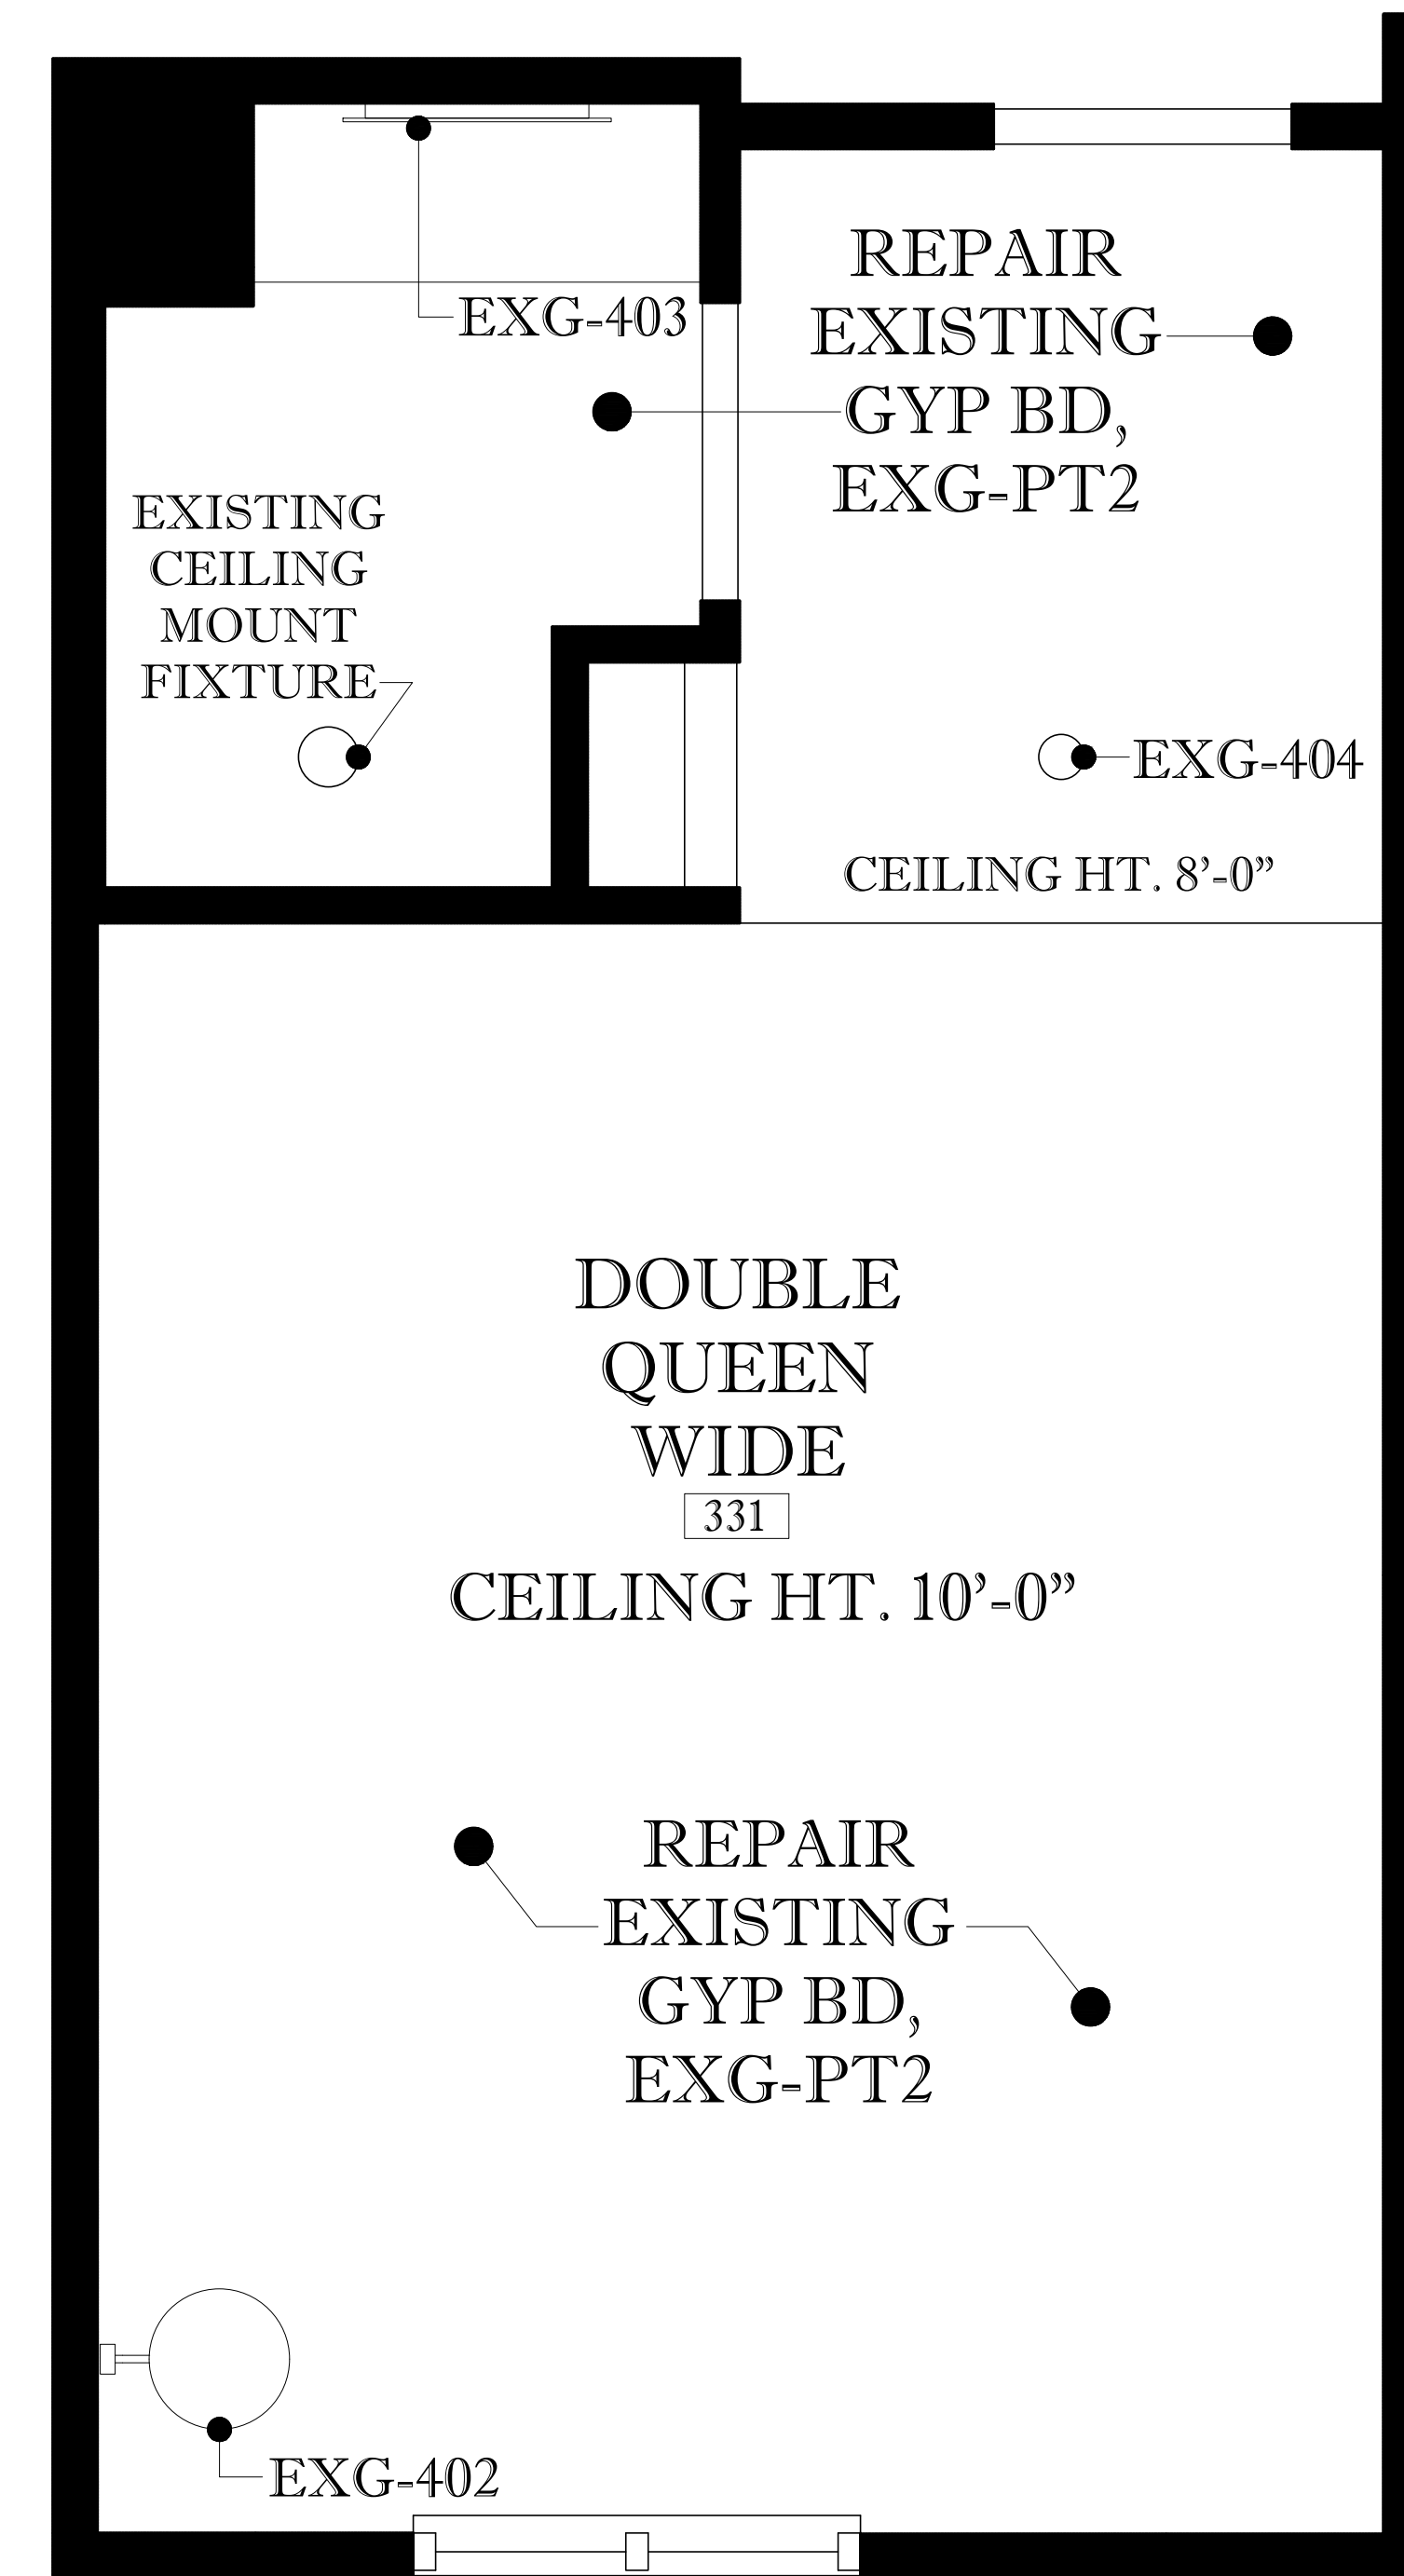 REPAIR
EXISTING
GYP BD,
EXG-PT2
EXG-403
EXISTING
CEILING
MOUNT
FIXTURE
EXG-404
CEILING HT. 8’-0”
DOUBLE
QUEEN
WIDE
331
CEILING HT. 10’-0”
REPAIR
EXISTING
GYP BD,
EXG-PT2
EXG-402